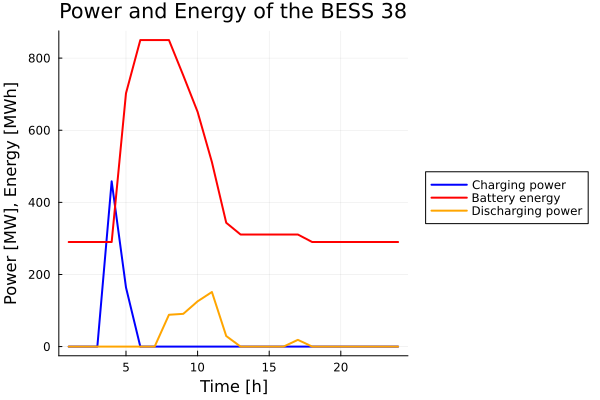 Power and Energy of the BESS 38
Power [MW], Energy [MWh]
800
600
400
200
0
5
10
15
20
Time [h]
Charging power
Battery energy
Discharging power